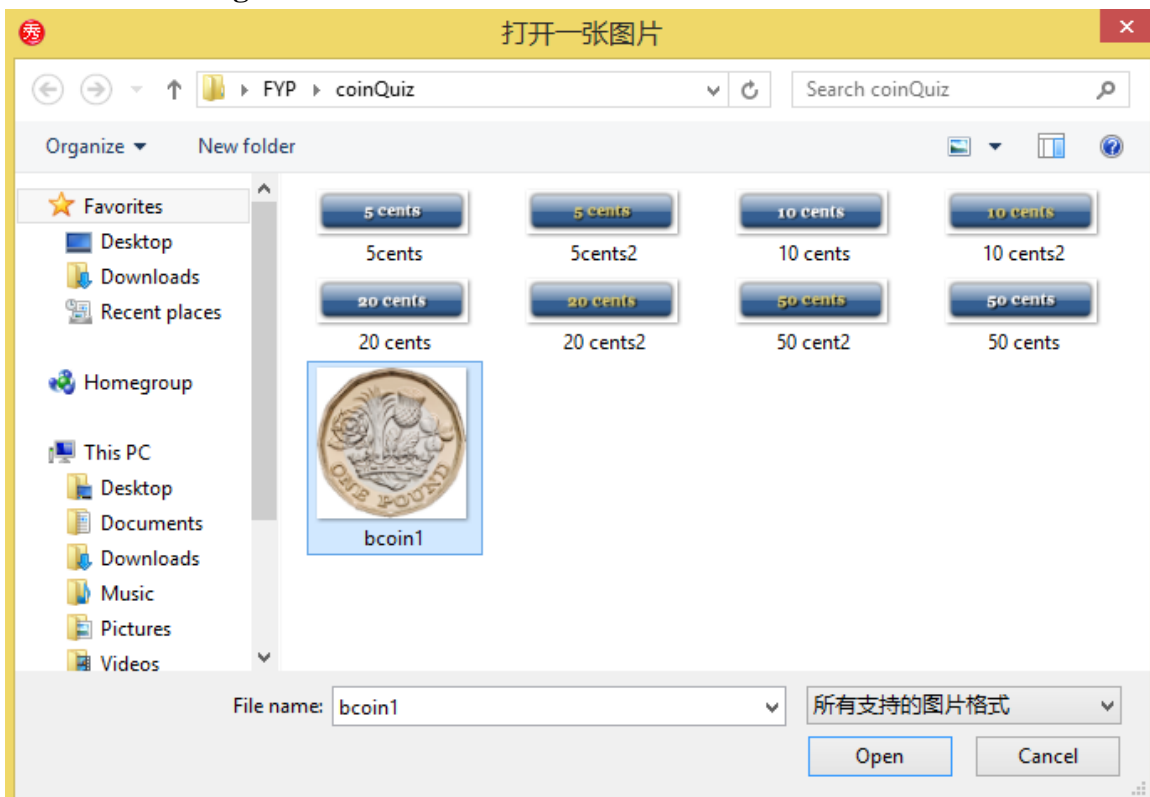 秀 打开一张图片 ×
FYP coinQuiz Search coinQuiz
Organize New folder
Favorites
Desktop
Downloads
Recent places
Homegroup
This PC
Desktop
Documents
Downloads
Music
Pictures
Videos
5 cents 5 cents 10 cents 10 cents
5cents 5cents2 10 cents 10 cents2
20 cents 20 cents 50 cents 50 cents
20 cents 20 cents2 50 cent2 50 cents
ONE POUND
bcoin1
File name: bcoin1 所有支持的图片格式
Open Cancel